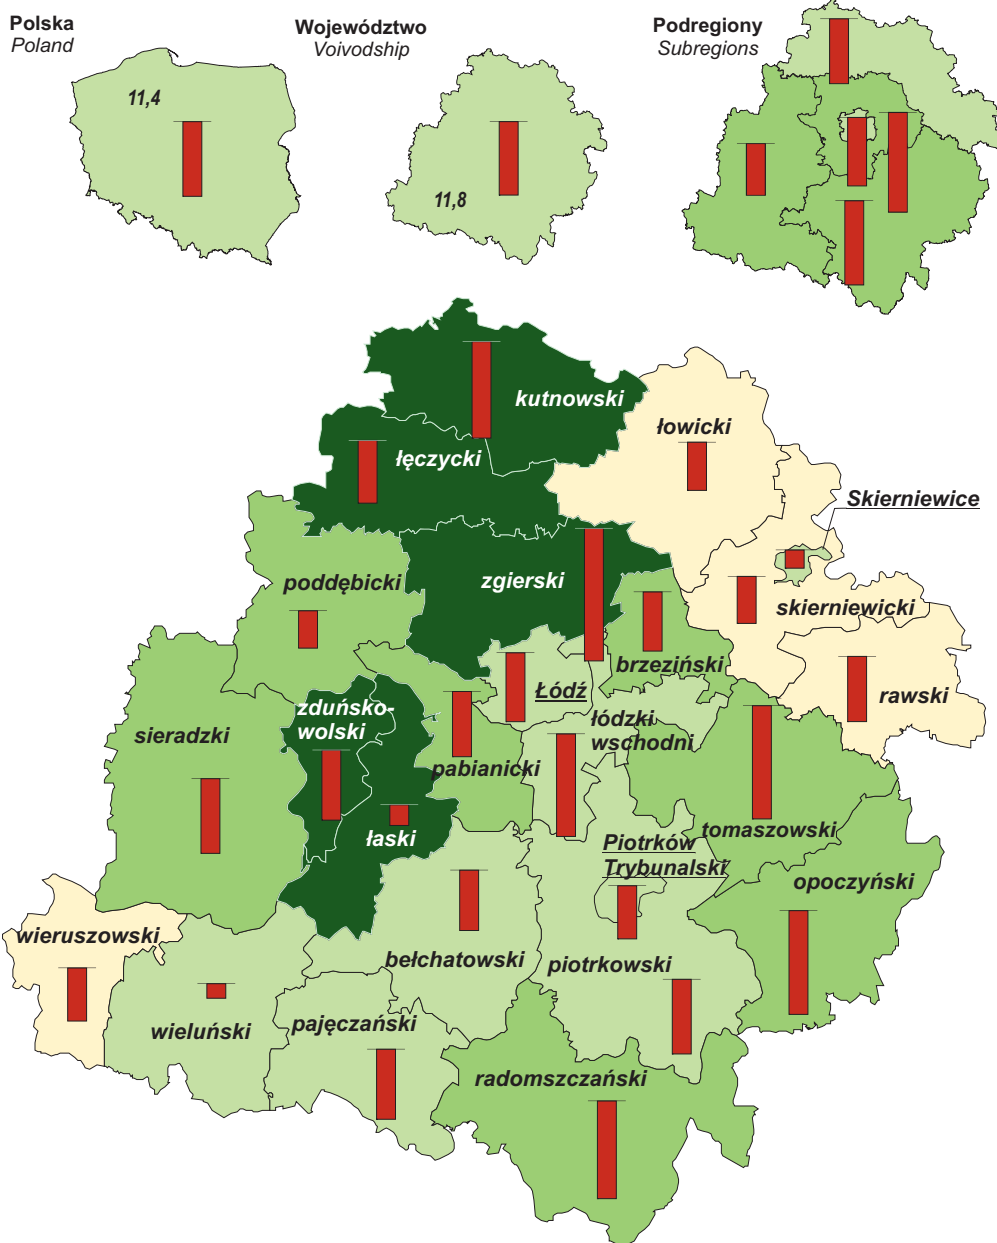 Polska
Poland
Województwo
Voivodship
Podregiony
Subregions
11,4
11,8
kutnowski
łowicki
łęczycki
Skierniewice
poddębicki
zgierski
skierniewicki
brzeziński
Łódź
rawski
zduńsko-
wolski
łódzki
wschodni
sieradzki
pabianicki
tomaszowski
łaski
Piotrków
Trybunalski
opoczyński
wieruszowski
bełchatowski
piotrkowski
wieluński
pajęczański
radomszczański